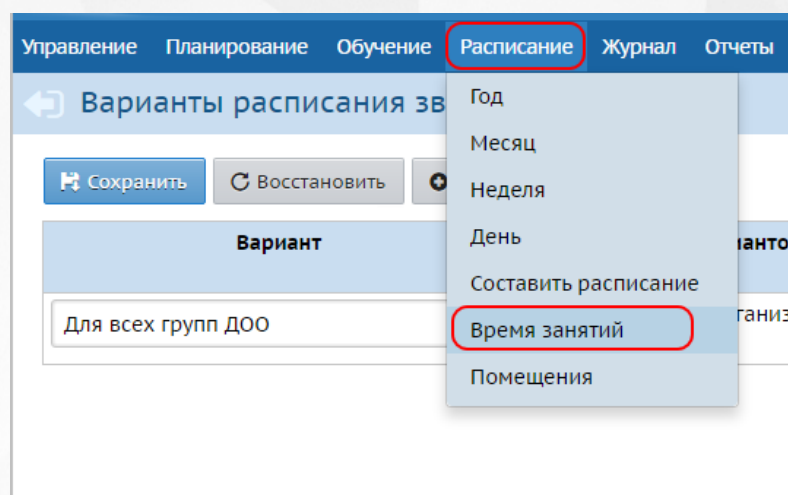 Управление Планирование Обучение Расписание Журнал Отчеты
Варианты расписания зв
Сохранить Восстановить
Вариант
Для всех групп ДОО
Год
Месяц
Неделя
День
Составить расписание
Время занятий
Помещения